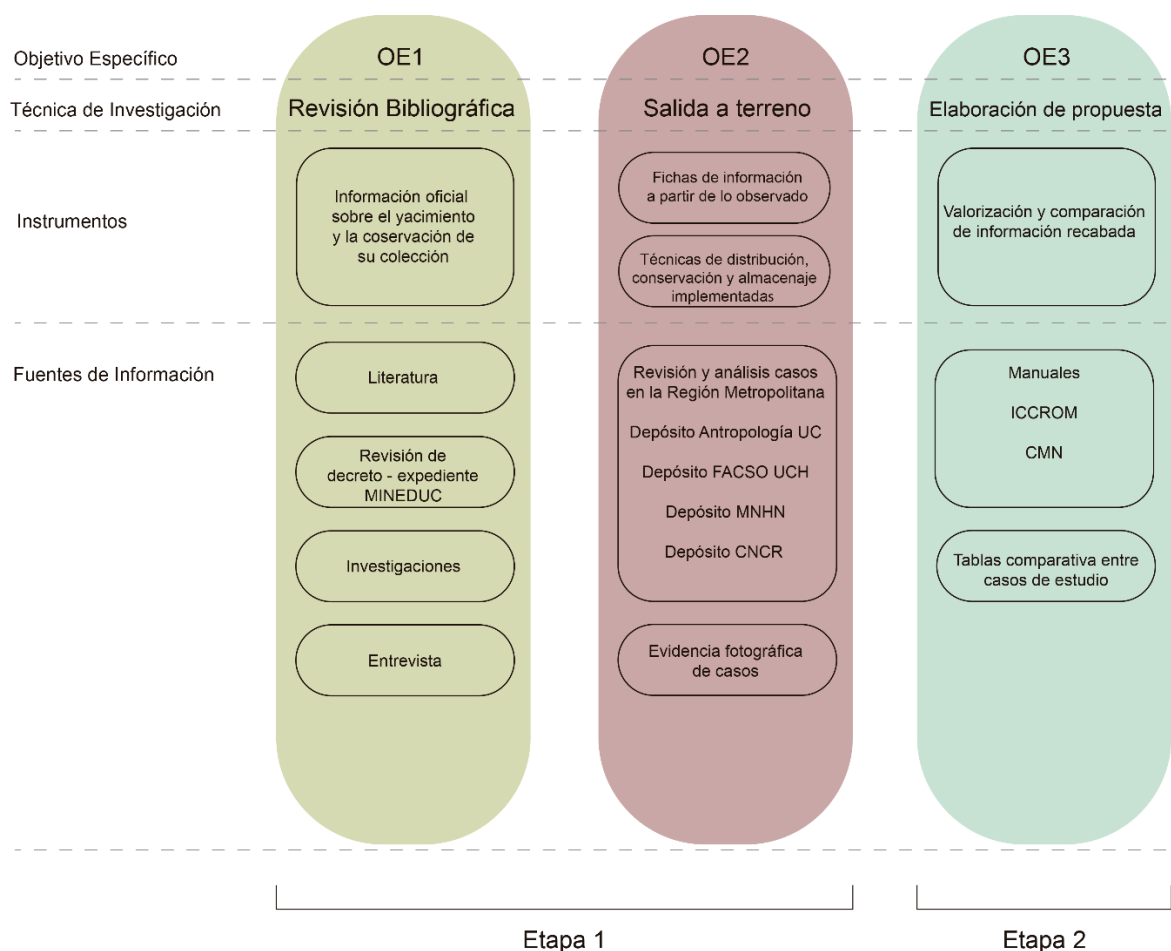 Objetivo Específico
OE1
OE2
OE3
Técnica de Investigación
Revisión Bibliográfica
Salida a terreno
Elaboración de propuesta
Instrumentos
Información oficial
sobre el yacimiento
y la coservación de
su colección
Fichas de información
a partir de lo observado
Técnicas de distribución,
conservación y almacenaje
implementadas
Valorización y comparación
de información recabada
Fuentes de Información
Literatura
Revisión de
decreto - expediente
MINEDUC
Investigaciones
Entrevista
Revisión y análisis casos
en la Región Metropolitana
Depósito Antropología UC
Depósito FACSO UCH
Depósito MNHN
Depósito CNCR
Evidencia fotográfica
de casos
Manuales
ICCROM
CMN
Tablas comparativa entre
casos de estudio
Etapa 1
Etapa 2